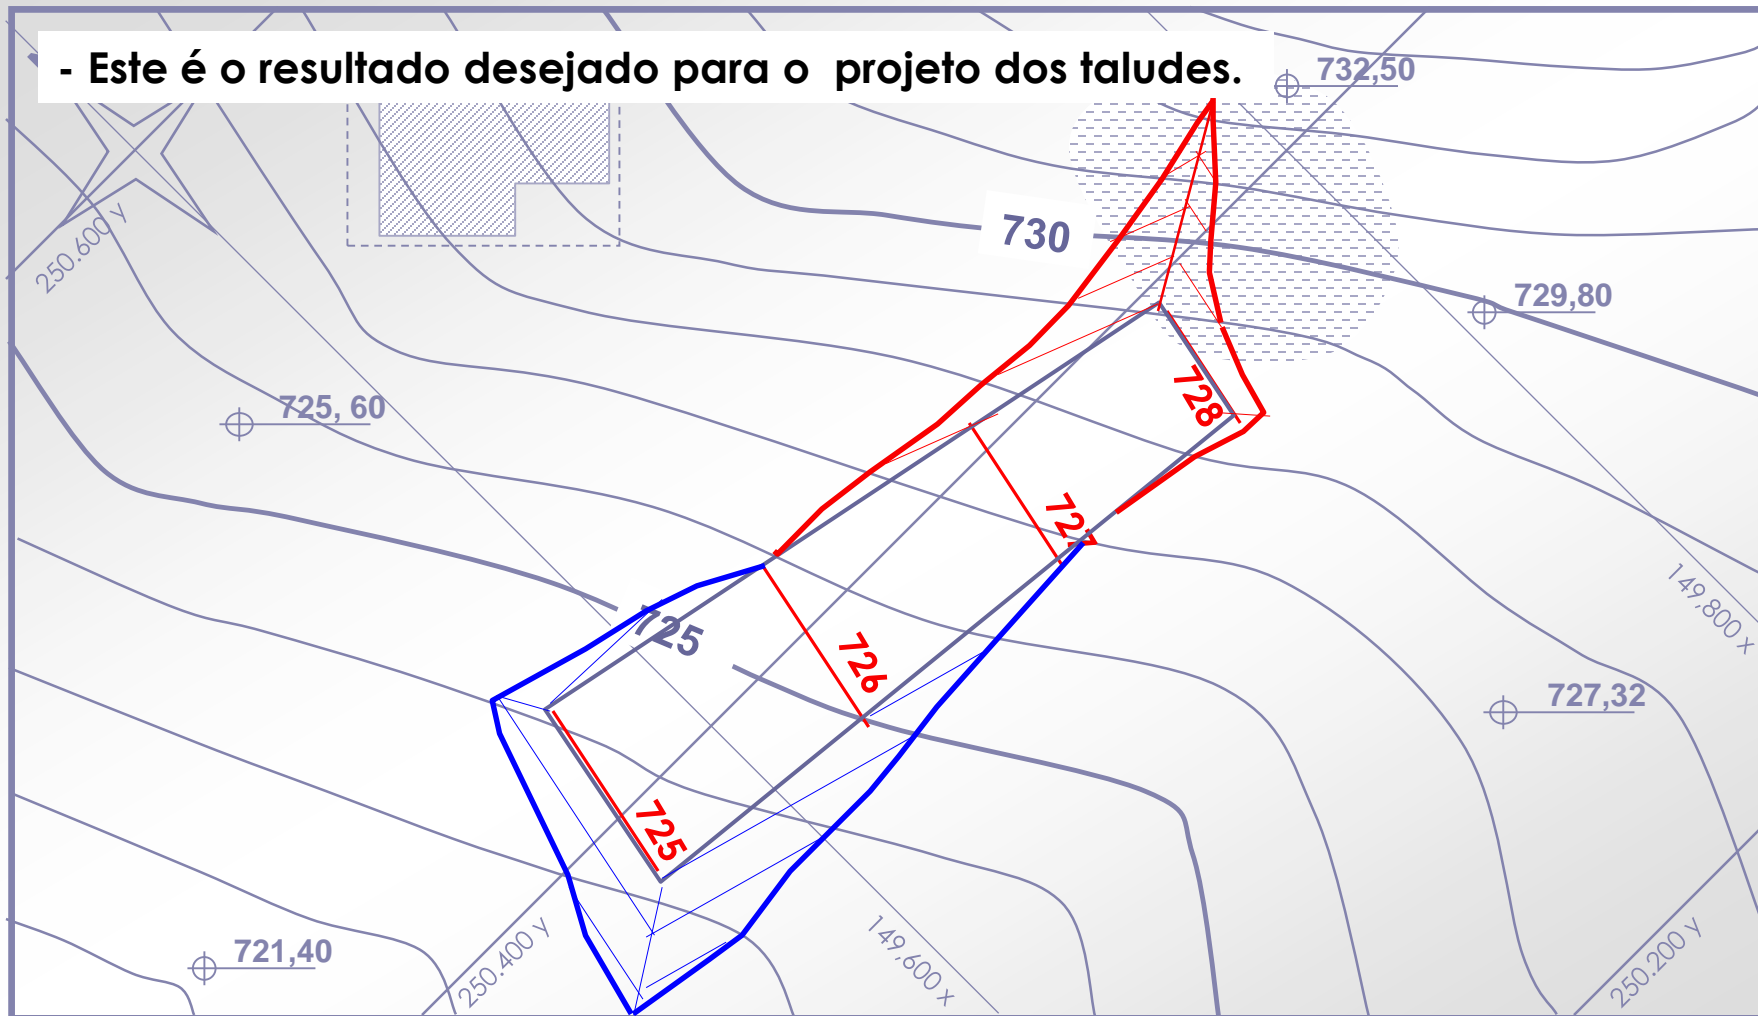 - Este é o resultado desejado para o  projeto dos taludes.
732,50
250.600 y
730
729,80
728
725, 60
727
149,800 x
725
726
727,32
725
721,40
250.400 y
149,600 x
250.200 y